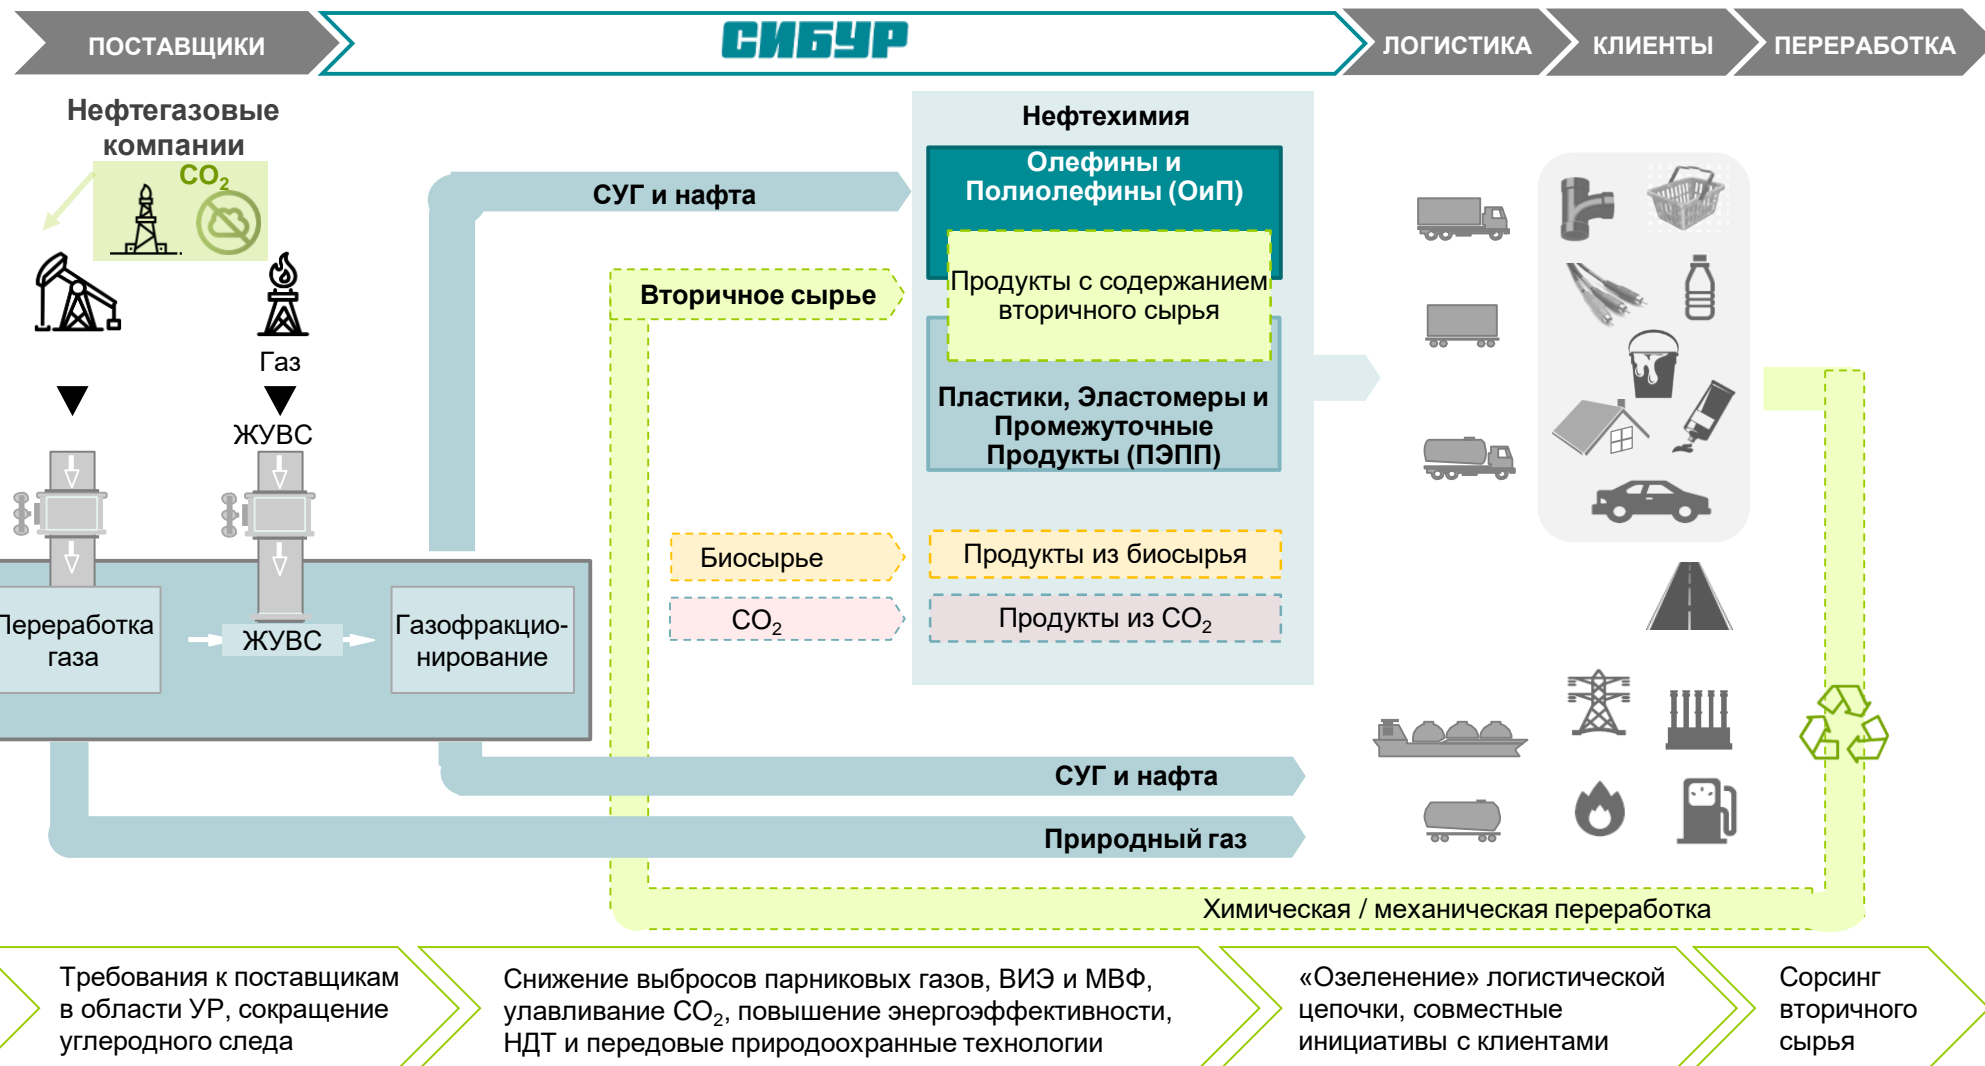 ПОСТАВЩИКИ
СИБУР
ЛОГИСТИКА
КЛИЕНТЫ
ПЕРЕРАБОТКА
Нефтегазовые
компании
CO₂
Газ
ЖУВС
Переработка
газа
ЖУВС
Газофракцио-
нирование
СУГ и нафта
Вторичное сырье
Нефтехимия
Олефины и
Полиолефины (ОиП)
Продукты с содержанием
вторичного сырья
Пластики, Эластомеры и
Промежуточные
Продукты (ПЭПП)
Биосырье
Продукты из биосырья
CO₂
Продукты из CO₂
СУГ и нафта
Природный газ
Химическая / механическая переработка
Требования к поставщикам
в области УР, сокращение
углеродного следа
Снижение выбросов парниковых газов, ВИЭ и МВФ,
улавливание CO₂, повышение энергоэффективности,
НДТ и передовые природоохранные технологии
«Озеленение» логистической
цепочки, совместные
инициативы с клиентами
Сорсинг
вторичного
сырья